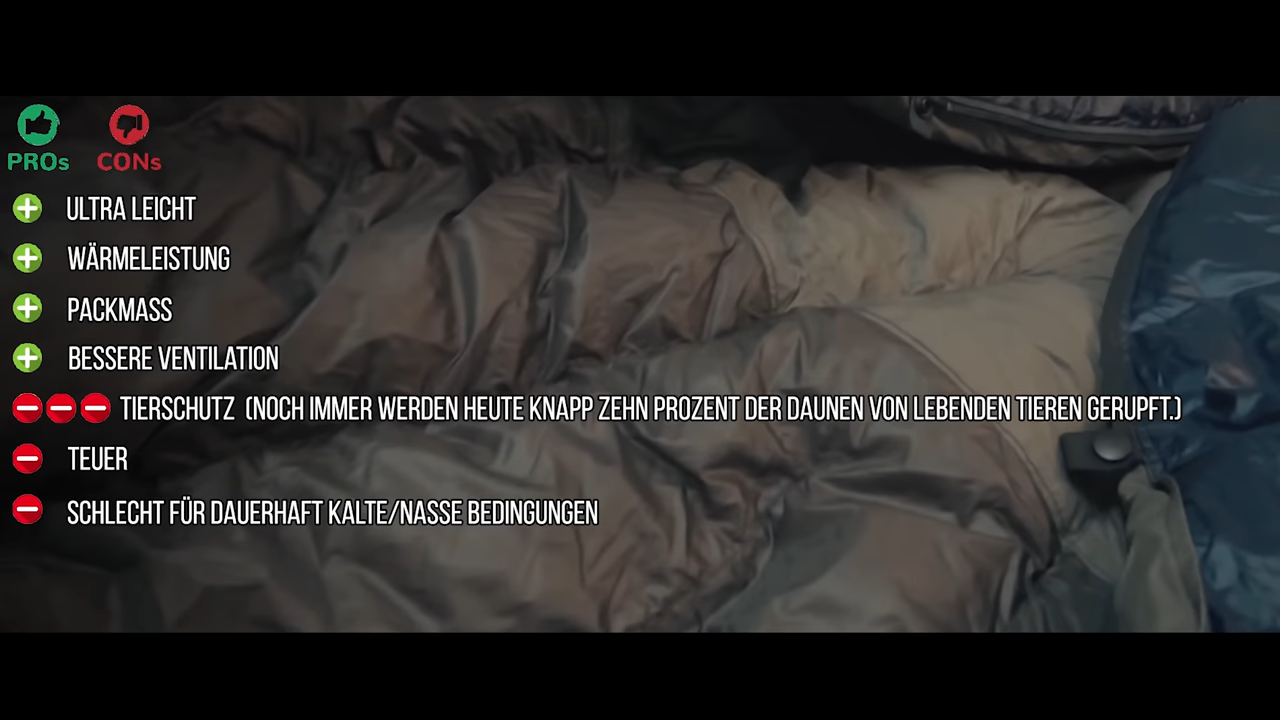 PROs CONs
ULTRA LEICHT
WÄRMELEISTUNG
PACKMASS
BESSERE VENTILATION
TIERSCHUTZ (NOCH IMMER WERDEN HEUTE KNAPP ZEHN PROZENT DER DAUNEN VON LEBENDEN TIEREN GERUPFT.)
TEUER
SCHLECHT FÜR DAUERHAFT KALTE/NASSE BEDINGUNGEN